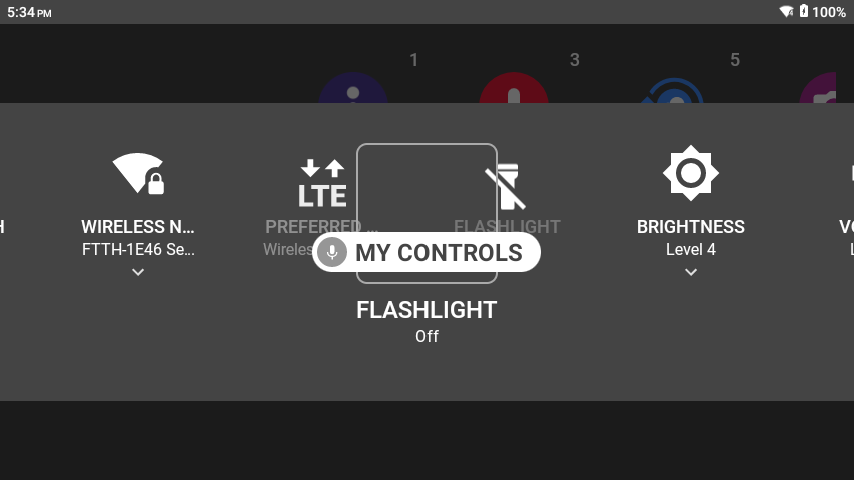 5:34 PM
100%
1
3
5
H
WIRELESS N...
FTTH-1E46 Se...
LTE
PREFERRED ...
Wireles
FLASHLIGHT
BRIGHTNESS
Level 4
VO
L
MY CONTROLS
FLASHLIGHT
Off